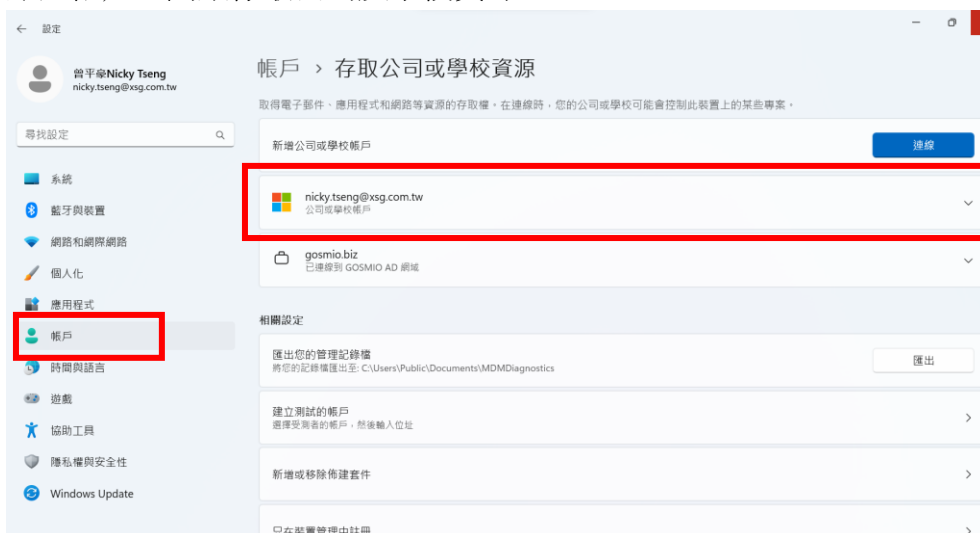 設定
曾平豪Nicky Tseng
nicky.tseng@xsg.com.tw
尋找設定
系統
藍牙與裝置
網路和網際網路
個人化
應用程式
帳戶
時間與語言
遊戲
協助工具
隱私權與安全性
Windows Update
帳戶 › 存取公司或學校資源
取得電子郵件、應用程式和網路等資源的存取權。在連線時，您的公司或學校可能會控制此裝置上的某些專案。
新增公司或學校帳戶
連線
nicky.tseng@xsg.com.tw
公司或學校帳戶
gosmio.biz
已連線到 GOSMIO AD 網域
相關設定
匯出您的管理記錄檔
將您的記錄檔匯出至: C:\Users\Public\Documents\MDMDiagnostics
匯出
建立測試的帳戶
選擇受測者的帳戶，然後輸入位址
新增或移除佈建套件
只在裝置管理中註冊